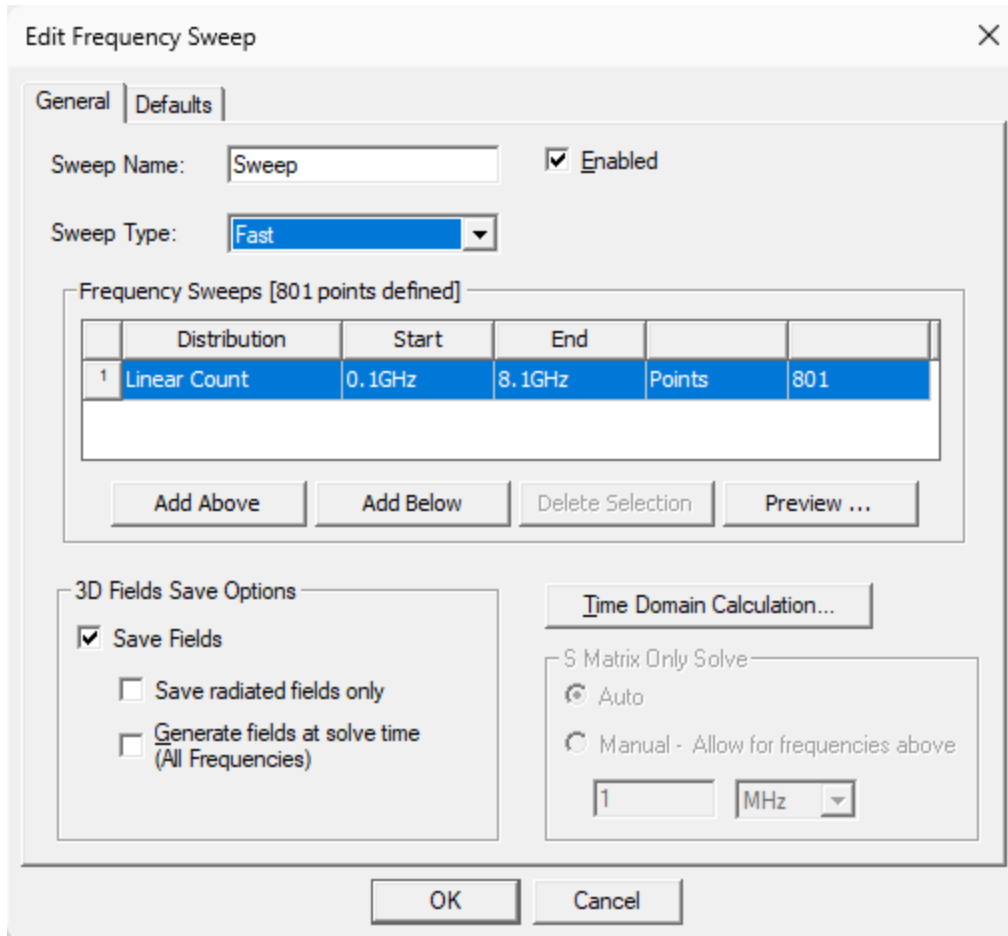 Edit Frequency Sweep
General Defaults
Sweep Name: Sweep Enabled
Sweep Type: Fast
Frequency Sweeps [801 points defined]
Distribution Start End
1 Linear Count 0.1GHz 8.1GHz Points 801
Add Above Add Below Delete Selection Preview ...
3D Fields Save Options
Save Fields
Save radiated fields only
Generate fields at solve time
(All Frequencies)
Time Domain Calculation...
S Matrix Only Solve
Auto
Manual - Allow for frequencies above
1 MHz
OK Cancel